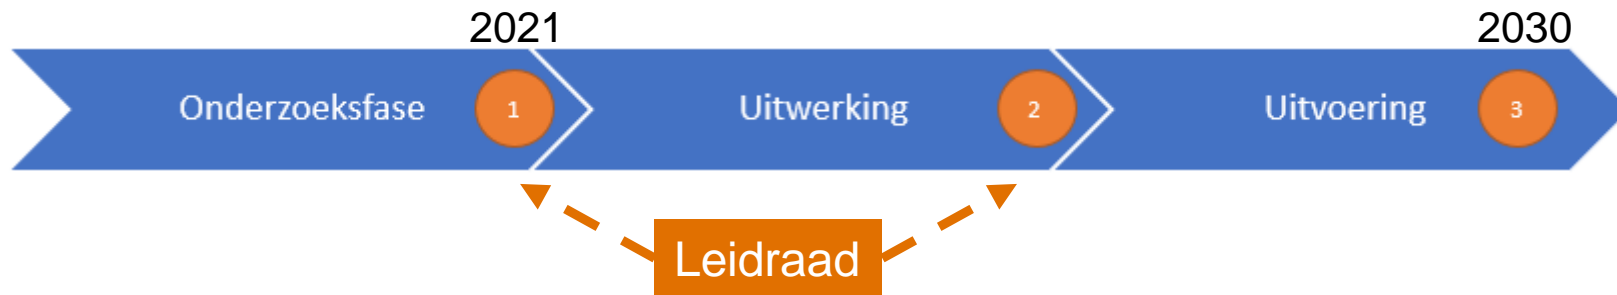 2021
2030
Onderzoeksfase 1
Uitwerking 2
Uitvoering 3
Leidraad